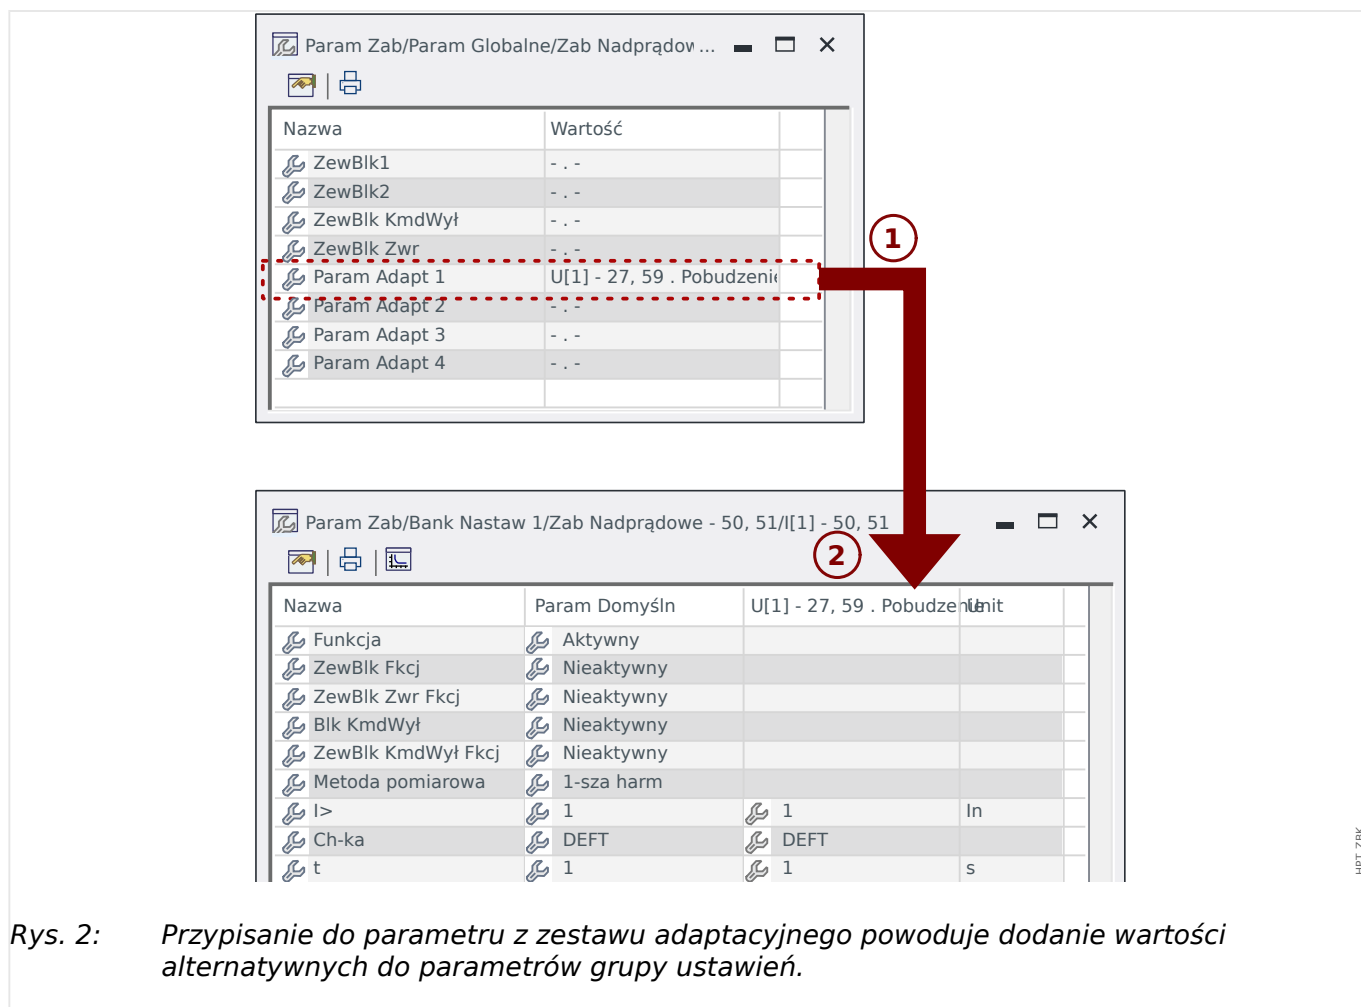 Param Zab/Param Globalne/Zab Nadprądow...
Nazwa Wartość
ZewBlk1 - . -
ZewBlk2 - . -
ZewBlk KmdWył - . -
ZewBlk Zwr - . -
Param Adapt 1 U[1] - 27, 59 . Pobudzenie
Param Adapt 2 - . -
Param Adapt 3 - . -
Param Adapt 4 - . -
1
Param Zab/Bank Nastaw 1/Zab Nadprądowe - 50, 51/I[1] - 50, 51
2
Nazwa Param Domyśln U[1] - 27, 59 . Pobudzenie Unit
Funkcja Aktywny
ZewBlk Fkcj Nieaktywny
ZewBlk Zwr Fkcj Nieaktywny
Blk KmdWył Nieaktywny
ZewBlk KmdWył Fkcj Nieaktywny
Metoda pomiarowa 1-sza harm
I> 1 1 In
Ch-ka DEFT DEFT
t 1 1 s
HPT_ZBK
Rys. 2: Przypisanie do parametru z zestawu adaptacyjnego powoduje dodanie wartości
alternatywnych do parametrów grupy ustawień.